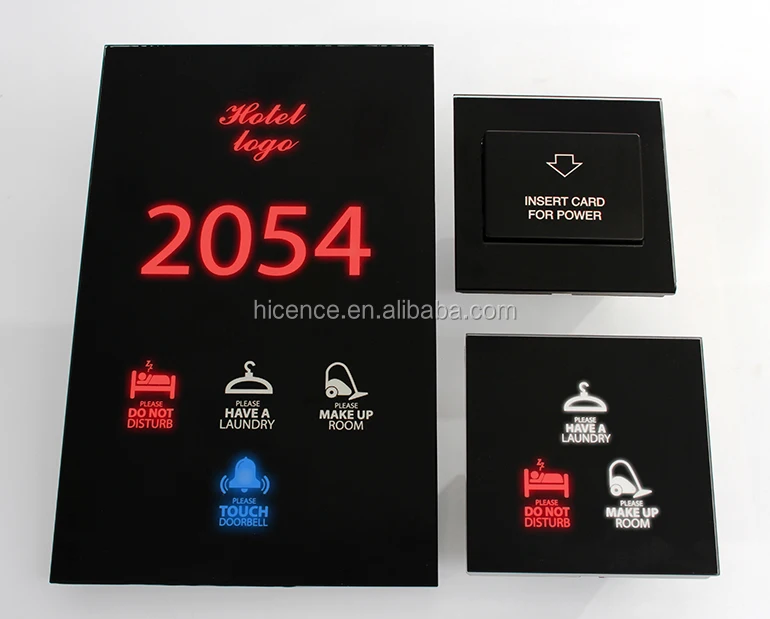 Hotel
logo
2054
PLEASE
DO NOT
DISTURB
PLEASE
HAVE A
LAUNDRY
PLEASE
MAKE UP
ROOM
PLEASE
TOUCH
DOORBELL
INSERT CARD
FOR POWER
hicence.en.alibaba.com
PLEASE
HAVE A
LAUNDRY
PLEASE
DO NOT
DISTURB
PLEASE
MAKE UP
ROOM